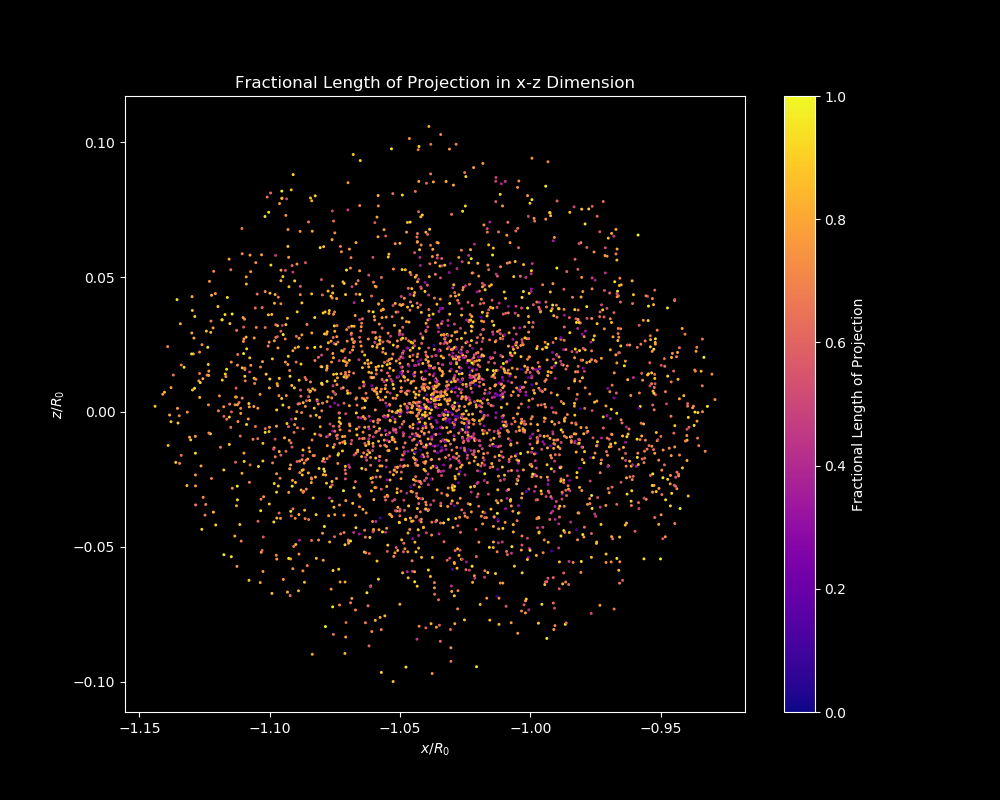 Fractional Length of Projection in x-z Dimension
1.0
0.10
0.8
0.05
0.6
z/R₀
0.00
Fractional Length of Projection
0.4
−0.05
0.2
−0.10
0.0
−1.15 −1.10 −1.05 −1.00 −0.95
x/R₀